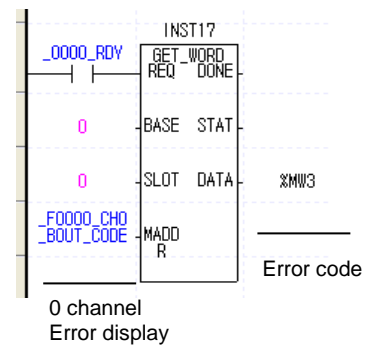 INST17
_0000_RDY
GET_WORD
REQ DONE
0 BASE STAT
0 SLOT DATA %MW3
_F0000_CH0
_BOUT_CODE MADD
R
Error code
0 channel
Error display